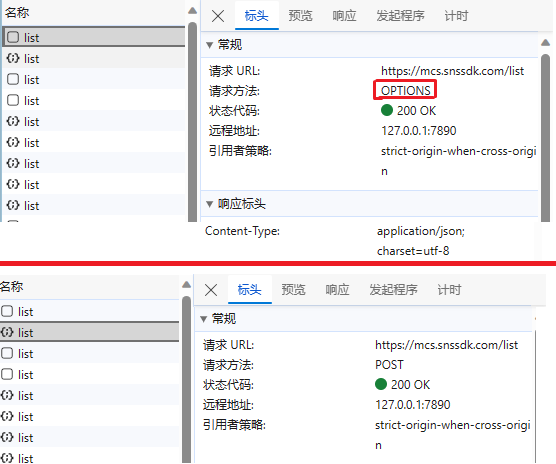 名称
list
list
list
list
list
list
list
list
list
标头 预览 响应 发起程序 计时
常规
请求 URL: https://mcs.snssdk.com/list
请求方法: OPTIONS
状态代码: 200 OK
远程地址: 127.0.0.1:7890
引用者策略: strict-origin-when-cross-origi
n
响应标头
Content-Type: application/json;
charset=utf-8
名称
list
list
list
list
list
list
list
list
标头 预览 响应 发起程序 计时
常规
请求 URL: https://mcs.snssdk.com/list
请求方法: POST
状态代码: 200 OK
远程地址: 127.0.0.1:7890
引用者策略: strict-origin-when-cross-origi
n